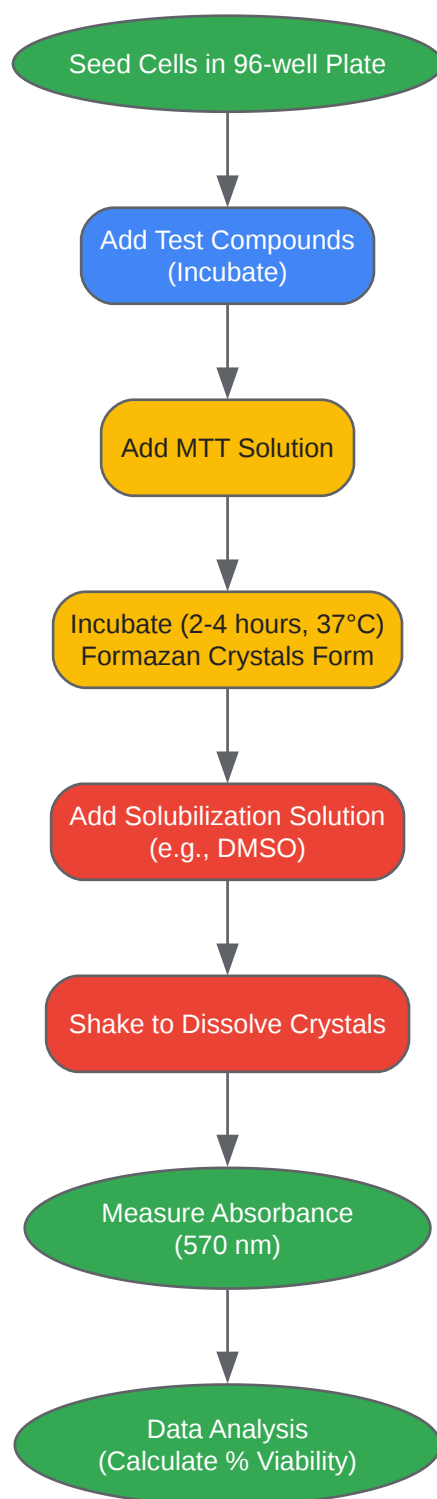 Seed Cells in 96-well Plate
Add Test Compounds
(Incubate)
Add MTT Solution
Incubate (2-4 hours, 37°C)
Formazan Crystals Form
Add Solubilization Solution
(e.g., DMSO)
Shake to Dissolve Crystals
Measure Absorbance
(570 nm)
Data Analysis
(Calculate % Viability)